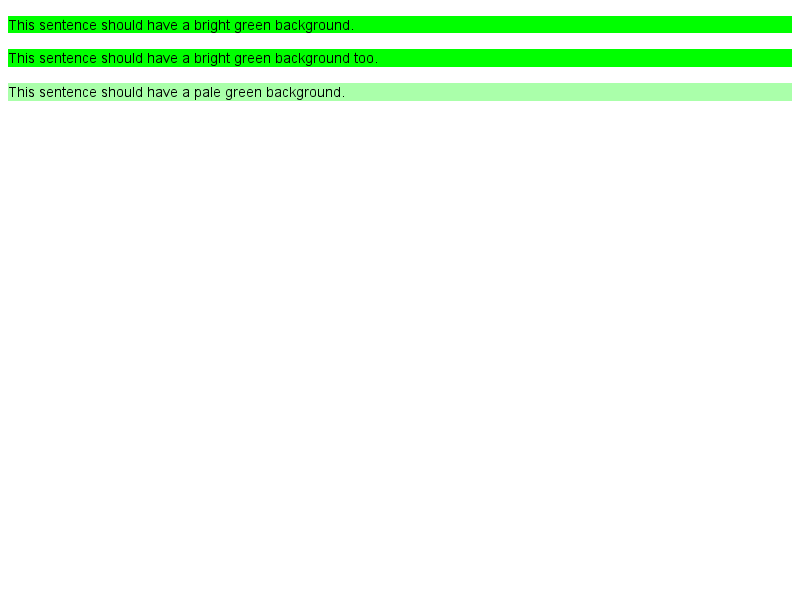 This sentence should have a bright green background.
This sentence should have a bright green background too.
This sentence should have a pale green background.